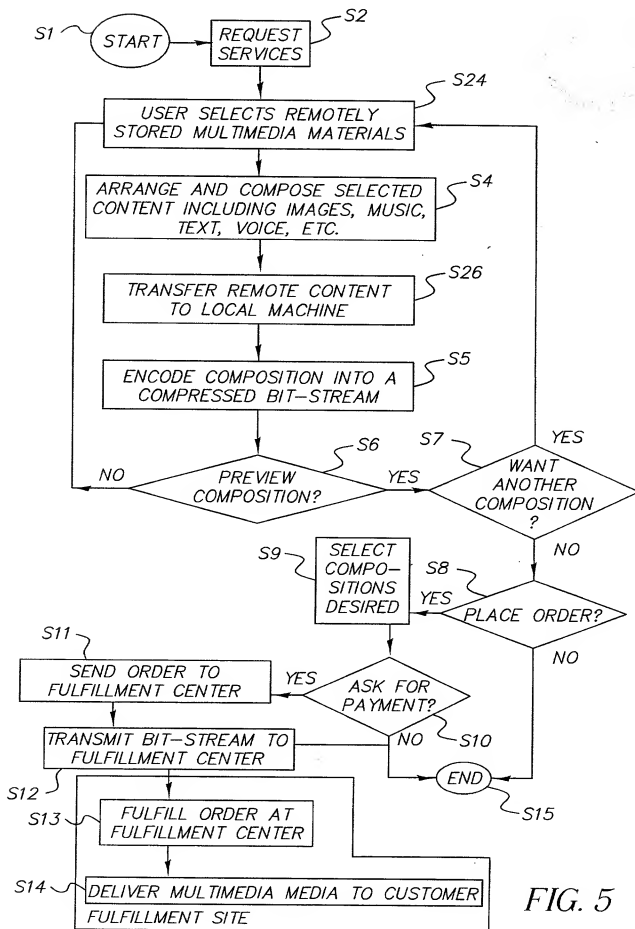 S1
START
REQUEST
SERVICES
S2
S24
USER SELECTS REMOTELY
STORED MULTIMEDIA MATERIALS
S4
ARRANGE AND COMPOSE SELECTED
CONTENT INCLUDING IMAGES, MUSIC,
TEXT, VOICE, ETC.
S26
TRANSFER REMOTE CONTENT
TO LOCAL MACHINE
S5
ENCODE COMPOSITION INTO A
COMPRESSED BIT-STREAM
S6
NO
PREVIEW
COMPOSITION?
YES
S7
YES
WANT
ANOTHER
COMPOSITION
?
NO
S9
SELECT
COMPO-
SITIONS
DESIRED
S8
YES
PLACE ORDER?
NO
S11
SEND ORDER TO
FULFILLMENT CENTER
YES
ASK FOR
PAYMENT?
S10
NO
TRANSMIT BIT-STREAM TO
FULFILLMENT CENTER
S12
END
S15
S13
FULFILL ORDER AT
FULFILLMENT CENTER
S14
DELIVER MULTIMEDIA MEDIA TO CUSTOMER
FULFILLMENT SITE
FIG. 5